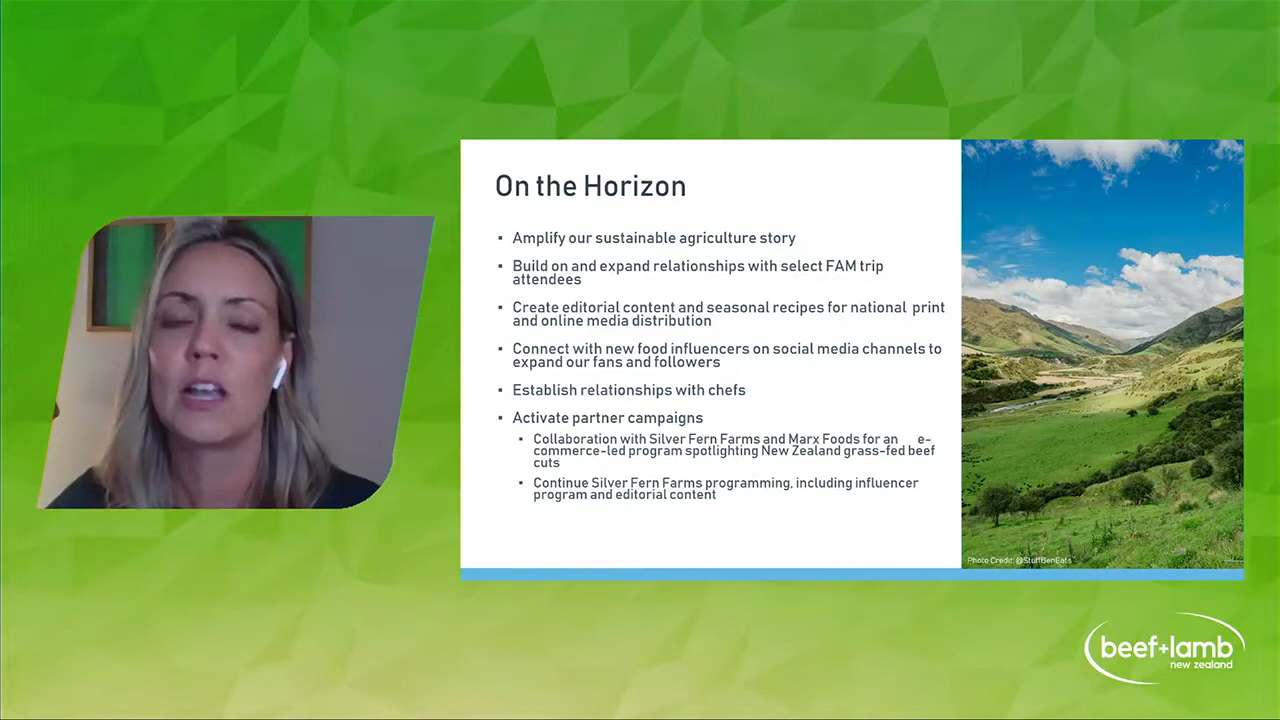 On the Horizon
▪ Amplify our sustainable agriculture story
▪ Build on and expand relationships with select FAM trip
attendees
▪ Create editorial content and seasonal recipes for national print
and online media distribution
▪ Connect with new food influencers on social media channels to
expand our fans and followers
▪ Establish relationships with chefs
▪ Activate partner campaigns
▪ Collaboration with Silver Fern Farms and Marx Foods for an e-
commerce-led program spotlighting New Zealand grass-fed beef
cuts
▪ Continue Silver Fern Farms programming, including influencer
program and editorial content
Photo Credit: @StuffBenEats
beef+lamb
new zealand